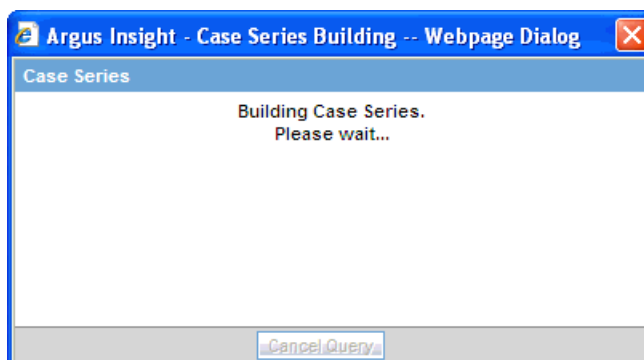 Argus Insight - Case Series Building -- Webpage Dialog
Case Series
Building Case Series.
Please wait...
Cancel Query